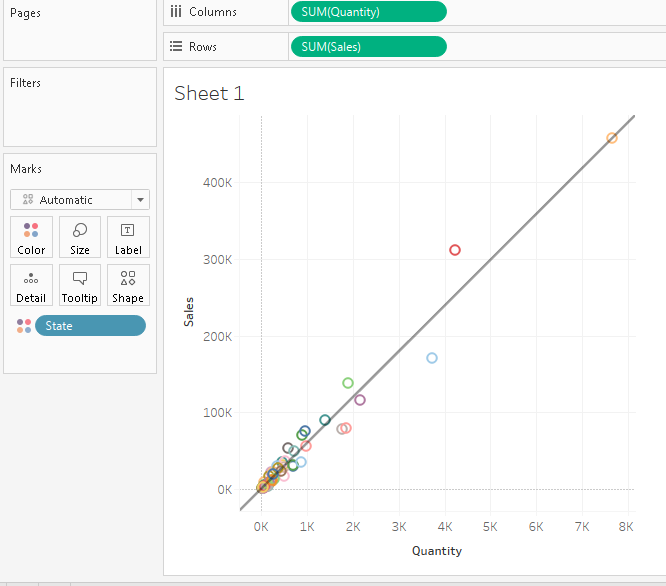 Pages
Columns
SUM(Quantity)
Rows
SUM(Sales)
Filters
Sheet 1
Marks
Automatic
Color
Size
Label
Detail
Tooltip
Shape
State
Sales
400K
300K
200K
100K
0K
0K 1K 2K 3K 4K 5K 6K 7K 8K
Quantity